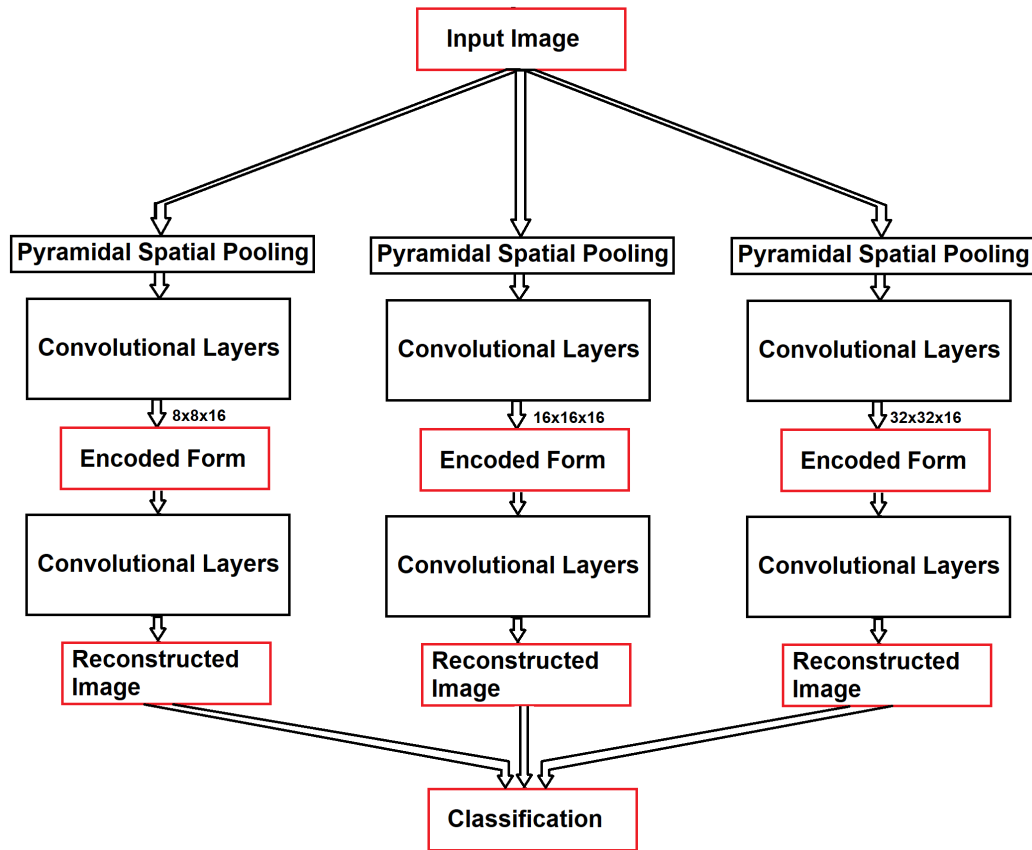 Input Image
Pyramidal Spatial Pooling
Pyramidal Spatial Pooling
Pyramidal Spatial Pooling
Convolutional Layers
Convolutional Layers
Convolutional Layers
8x8x16
16x16x16
32x32x16
Encoded Form
Encoded Form
Encoded Form
Convolutional Layers
Convolutional Layers
Convolutional Layers
Reconstructed
Image
Reconstructed
Image
Reconstructed
Image
Classification